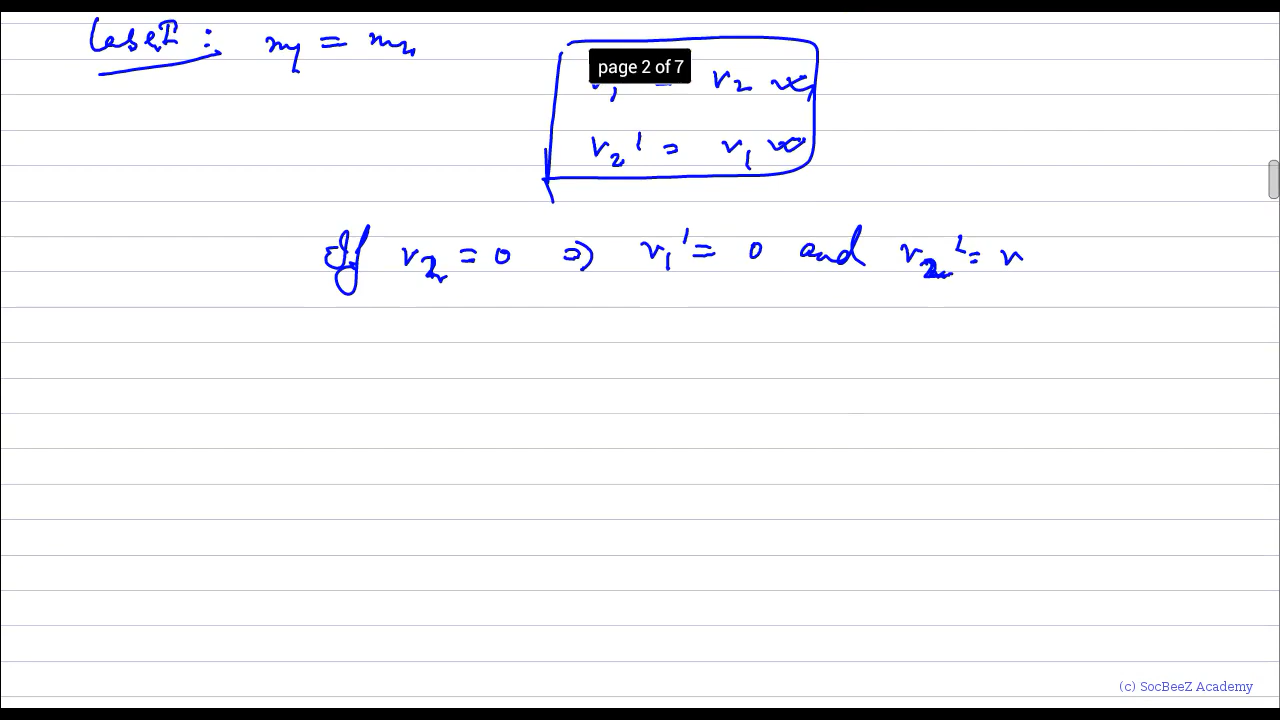 Case I : m₁ = m₂
page 2 of 7
= v₂
v₂' = v₁
If v₂ = 0 ⇒ v₁' = 0 and v₂' = v
(c) SocBeeZ Academy